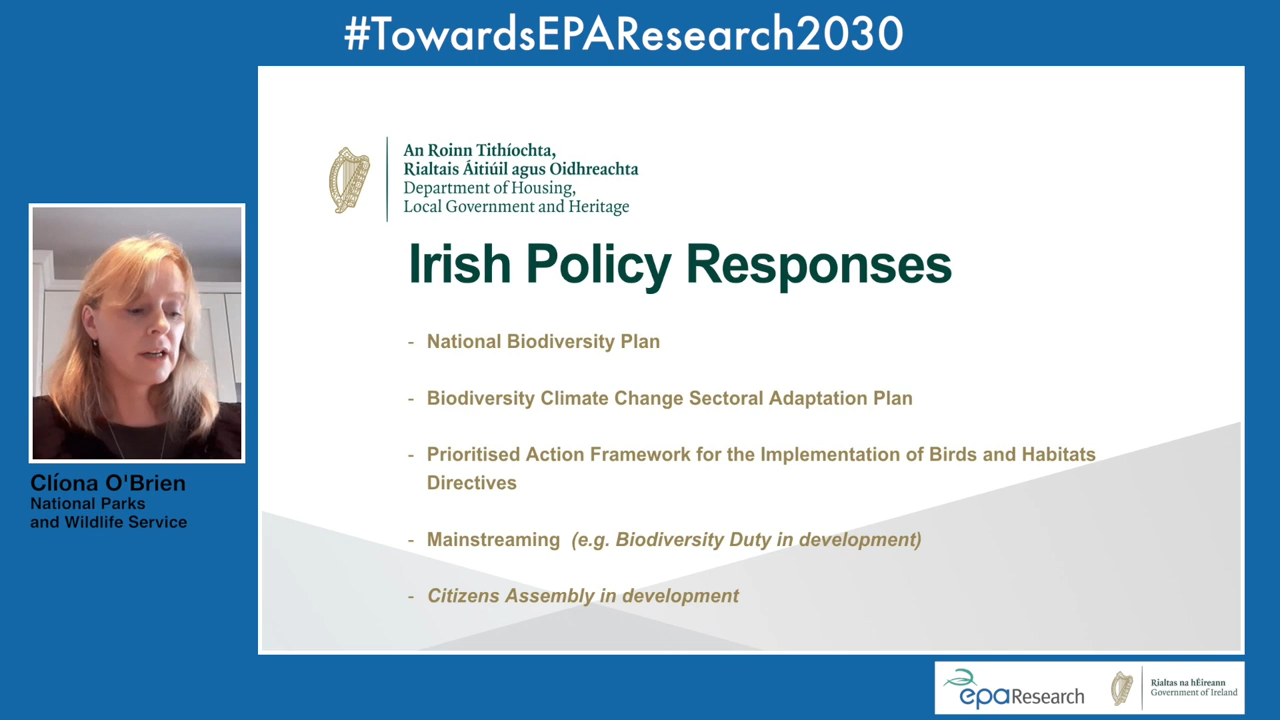 #TowardsEPAResearch2030
An Roinn Tithíochta,
Rialtais Áitiúil agus Oidhreachta
Department of Housing,
Local Government and Heritage
Irish Policy Responses
- National Biodiversity Plan
- Biodiversity Climate Change Sectoral Adaptation Plan
- Prioritised Action Framework for the Implementation of Birds and Habitats
Directives
- Mainstreaming (e.g. Biodiversity Duty in development)
- Citizens Assembly in development
Clíona O'Brien
National Parks
and Wildlife Service
epaResearch
Rialtas na hÉireann
Government of Ireland